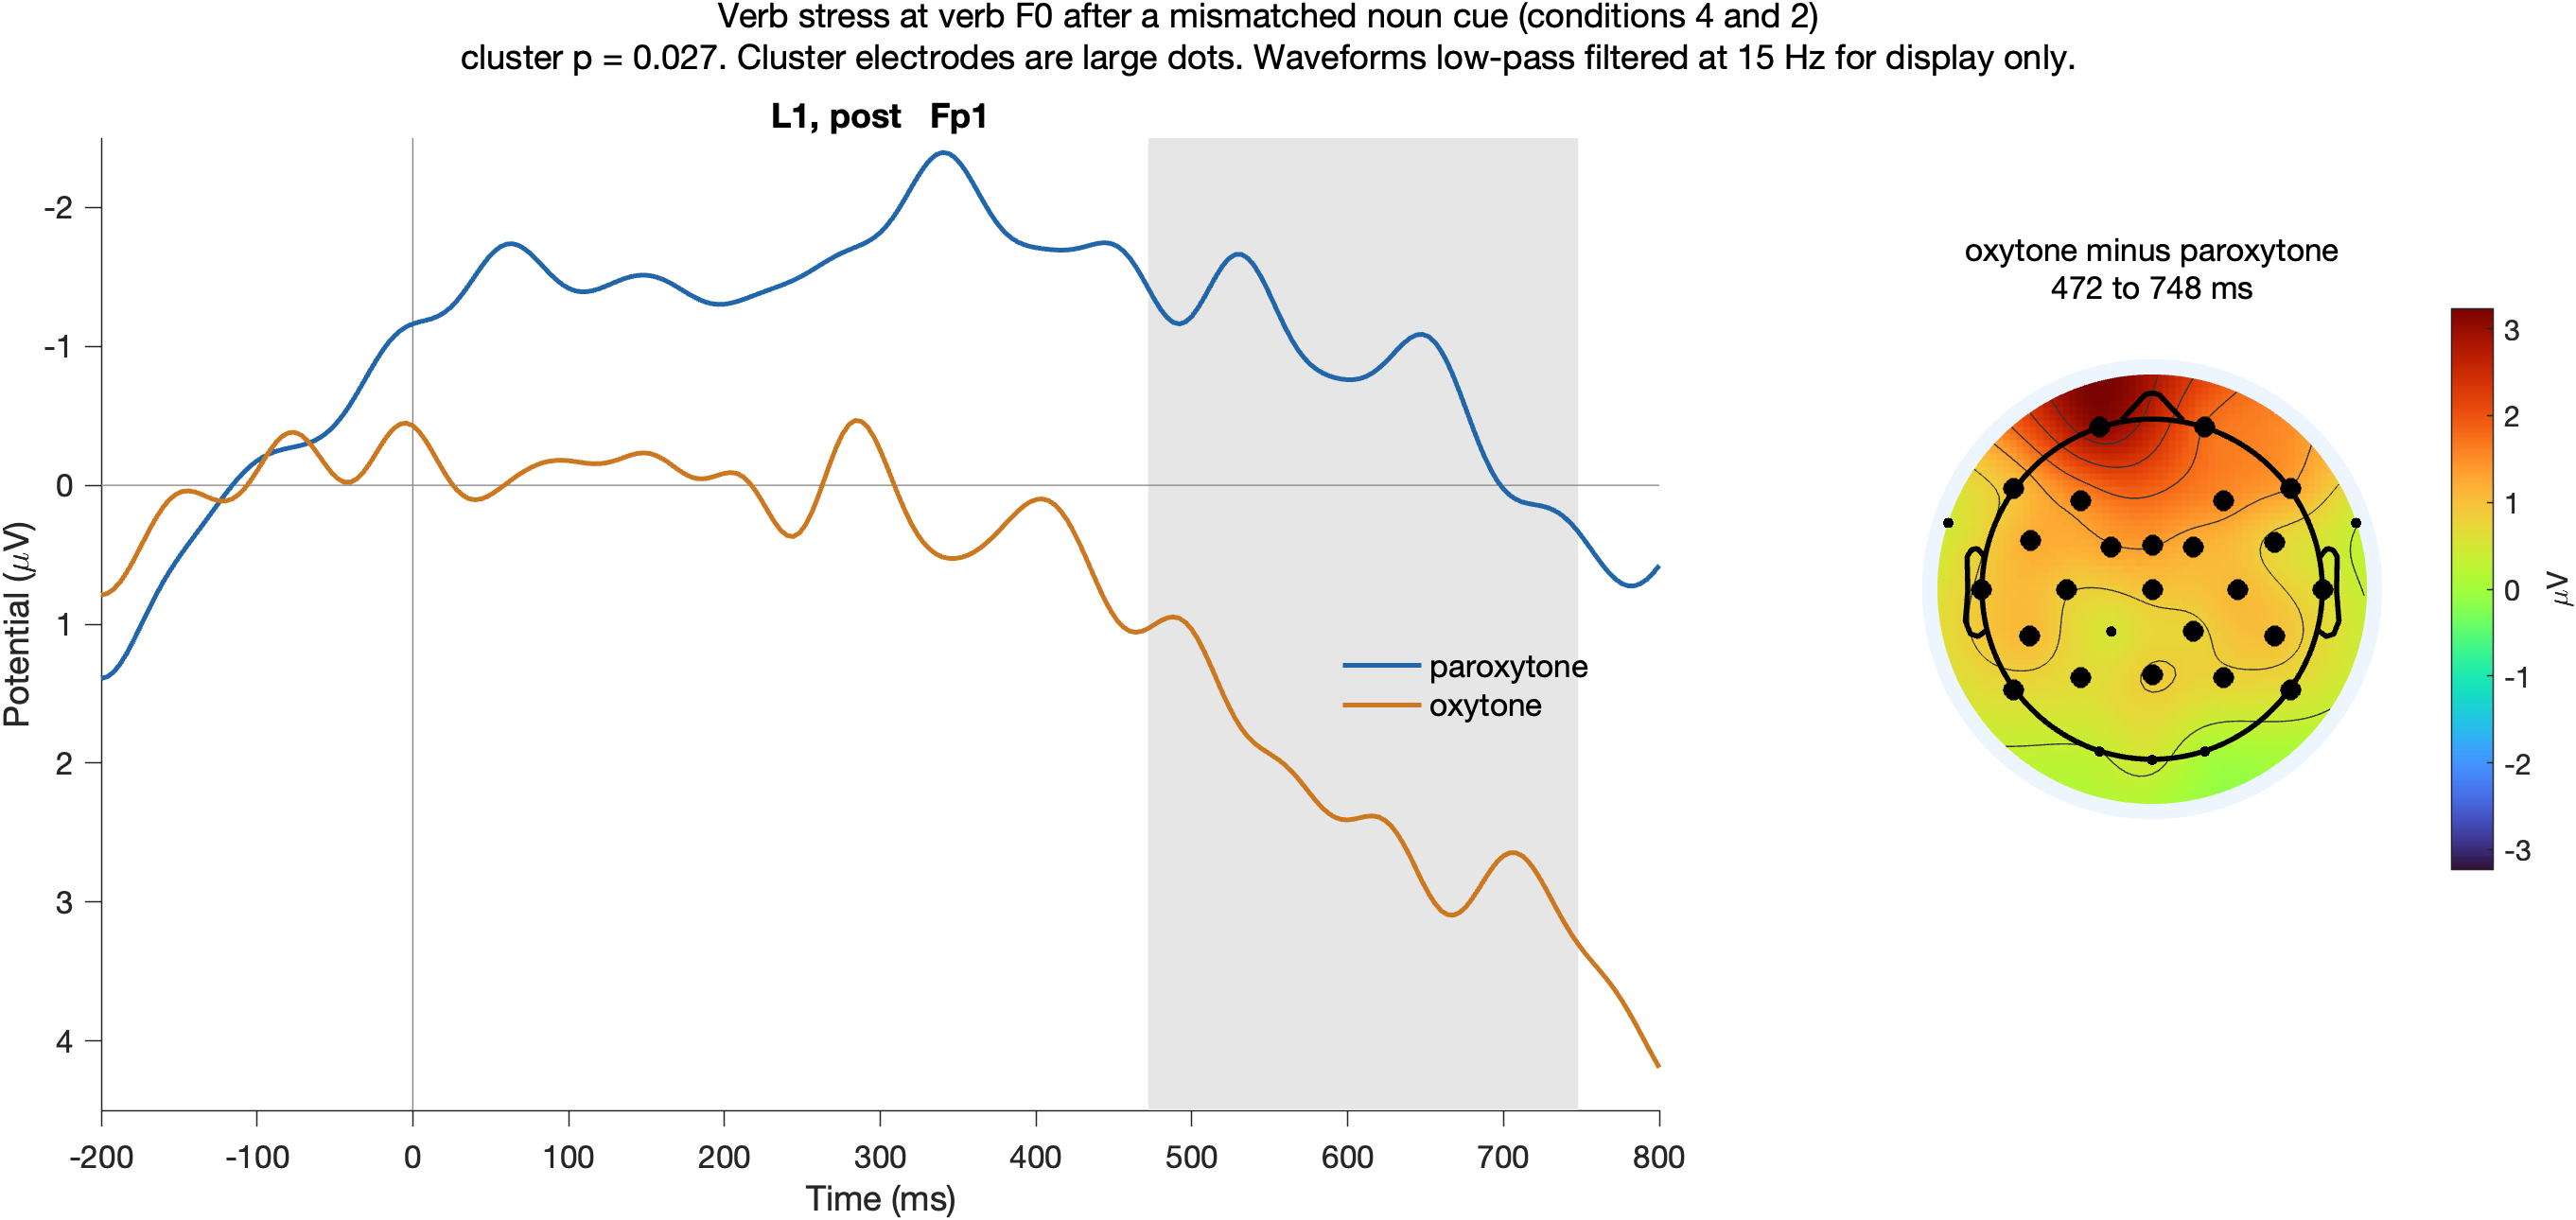 Verb stress at verb F0 after a mismatched noun cue (conditions 4 and 2)
cluster p = 0.027. Cluster electrodes are large dots. Waveforms low-pass filtered at 15 Hz for display only.
L1, post Fp1
-2
-1
0
1
2
3
4
Potential (μV)
-200 -100 0 100 200 300 400 500 600 700 800
Time (ms)
paroxytone
oxytone
oxytone minus paroxytone
472 to 748 ms
3
2
1
0
-1
-2
-3
μV